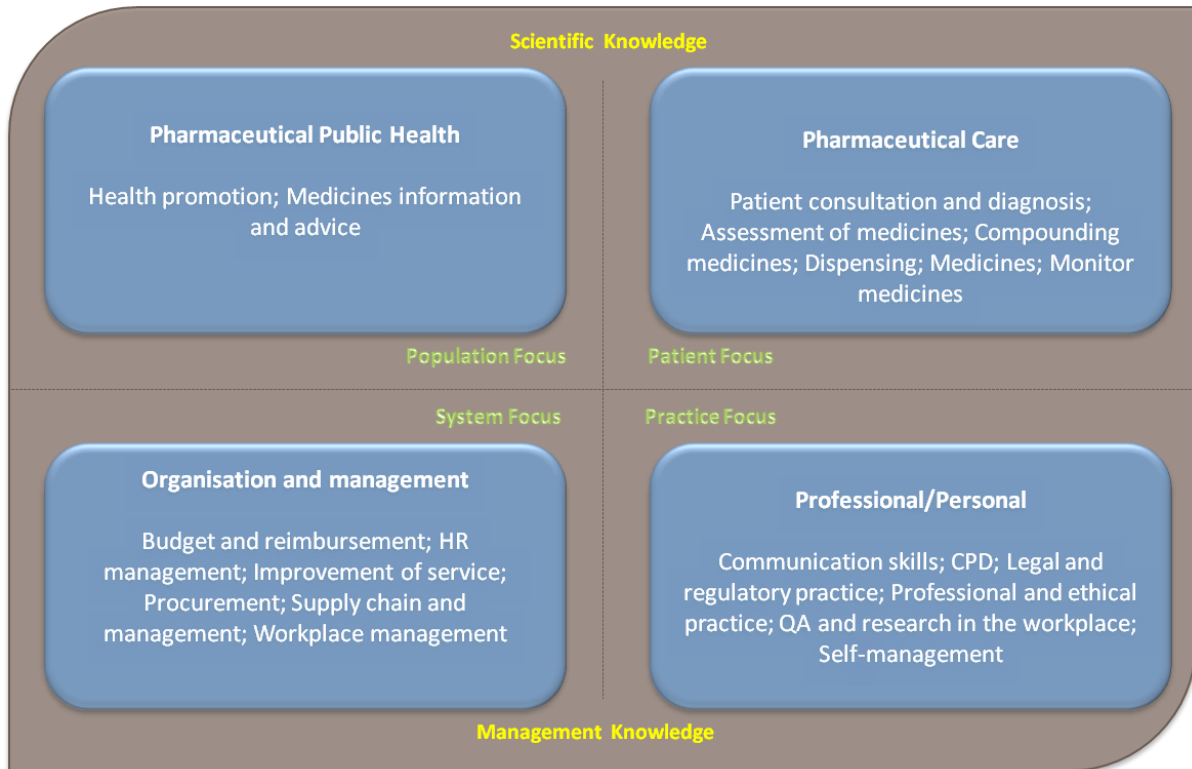 Scientific Knowledge
Pharmaceutical Public Health
Health promotion; Medicines information
and advice
Population Focus
Pharmaceutical Care
Patient consultation and diagnosis;
Assessment of medicines; Compounding
medicines; Dispensing; Medicines; Monitor
medicines
Patient Focus
System Focus
Organisation and management
Budget and reimbursement; HR
management; Improvement of service;
Procurement; Supply chain and
management; Workplace management
Practice Focus
Professional/Personal
Communication skills; CPD; Legal and
regulatory practice; Professional and ethical
practice; QA and research in the workplace;
Self-management
Management Knowledge